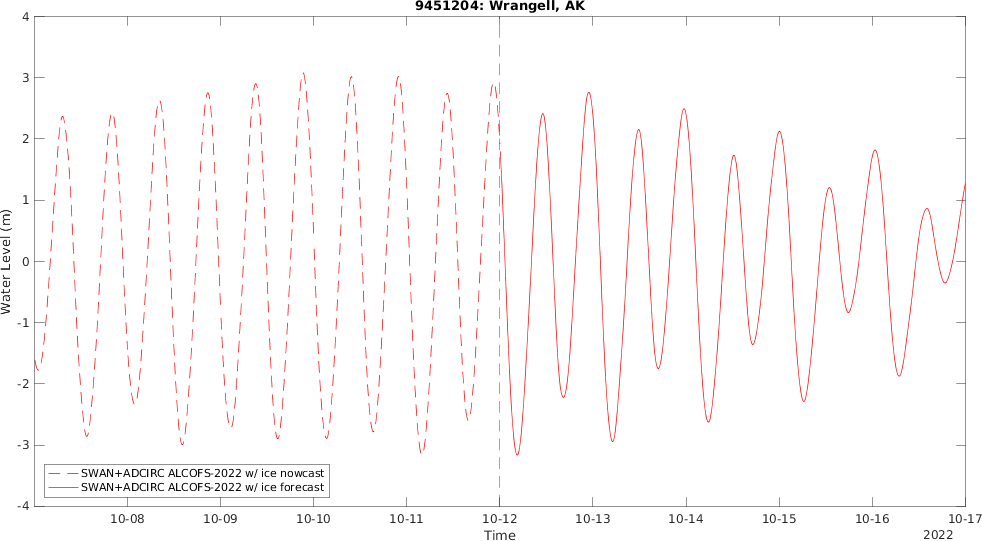 9451204: Wrangell, AK
4
3
2
1
0
-1
-2
-3
-4
Water Level (m)
SWAN+ADCIRC ALCOFS-2022 w/ ice nowcast
SWAN+ADCIRC ALCOFS-2022 w/ ice forecast
10-08 10-09 10-10 10-11 10-12 10-13 10-14 10-15 10-16 10-17
Time
2022